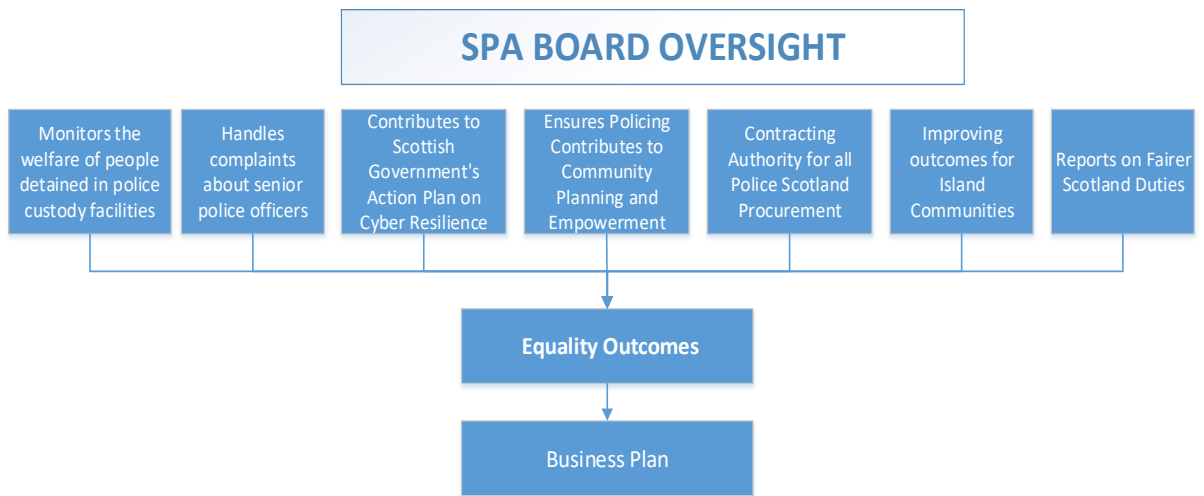 SPA BOARD OVERSIGHT
Monitors the
welfare of people
detained in police
custody facilities
Handles
complaints
about senior
police officers
Contributes to
Scottish
Government's
Action Plan on
Cyber Resilience
Ensures Policing
Contributes to
Community
Planning and
Empowerment
Contracting
Authority for all
Police Scotland
Procurement
Improving
outcomes for
Island
Communities
Reports on Fairer
Scotland Duties
Equality Outcomes
Business Plan